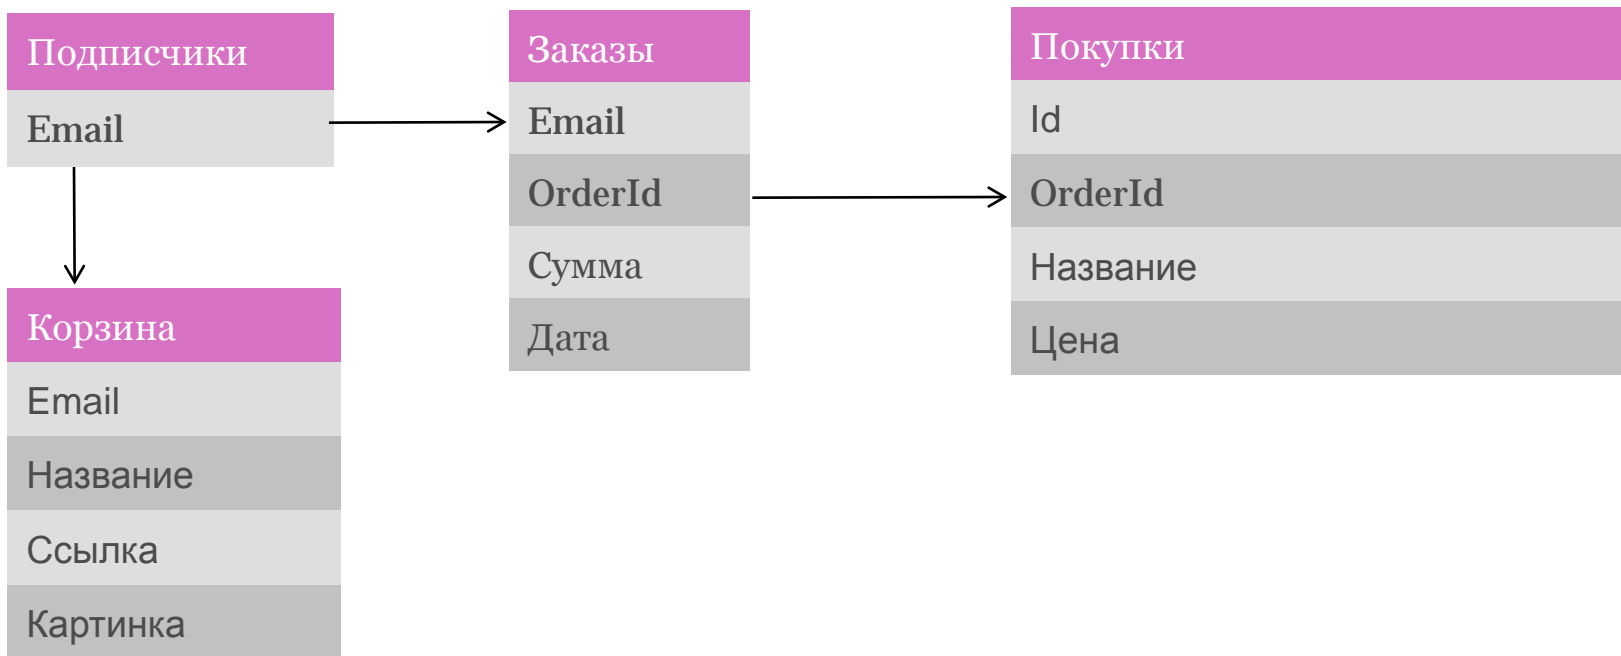 Подписчики
Email
Заказы
Email
OrderId
Сумма
Дата
Покупки
Id
OrderId
Название
Цена
Корзина
Email
Название
Ссылка
Картинка